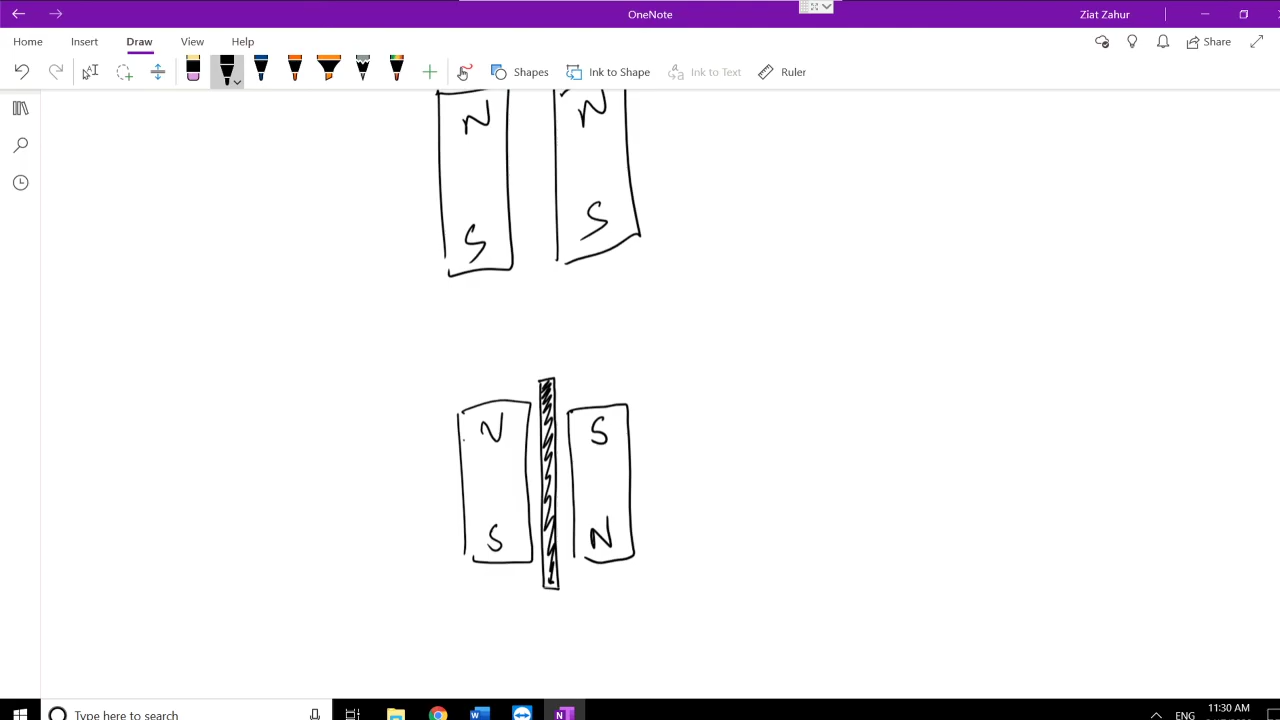 OneNote
Ziat Zahur
Home Insert Draw View Help
Share
Shapes Ink to Shape Ink to Text Ruler
N N
S S
N S
S N
Type here to search
ENG
11:30 AM